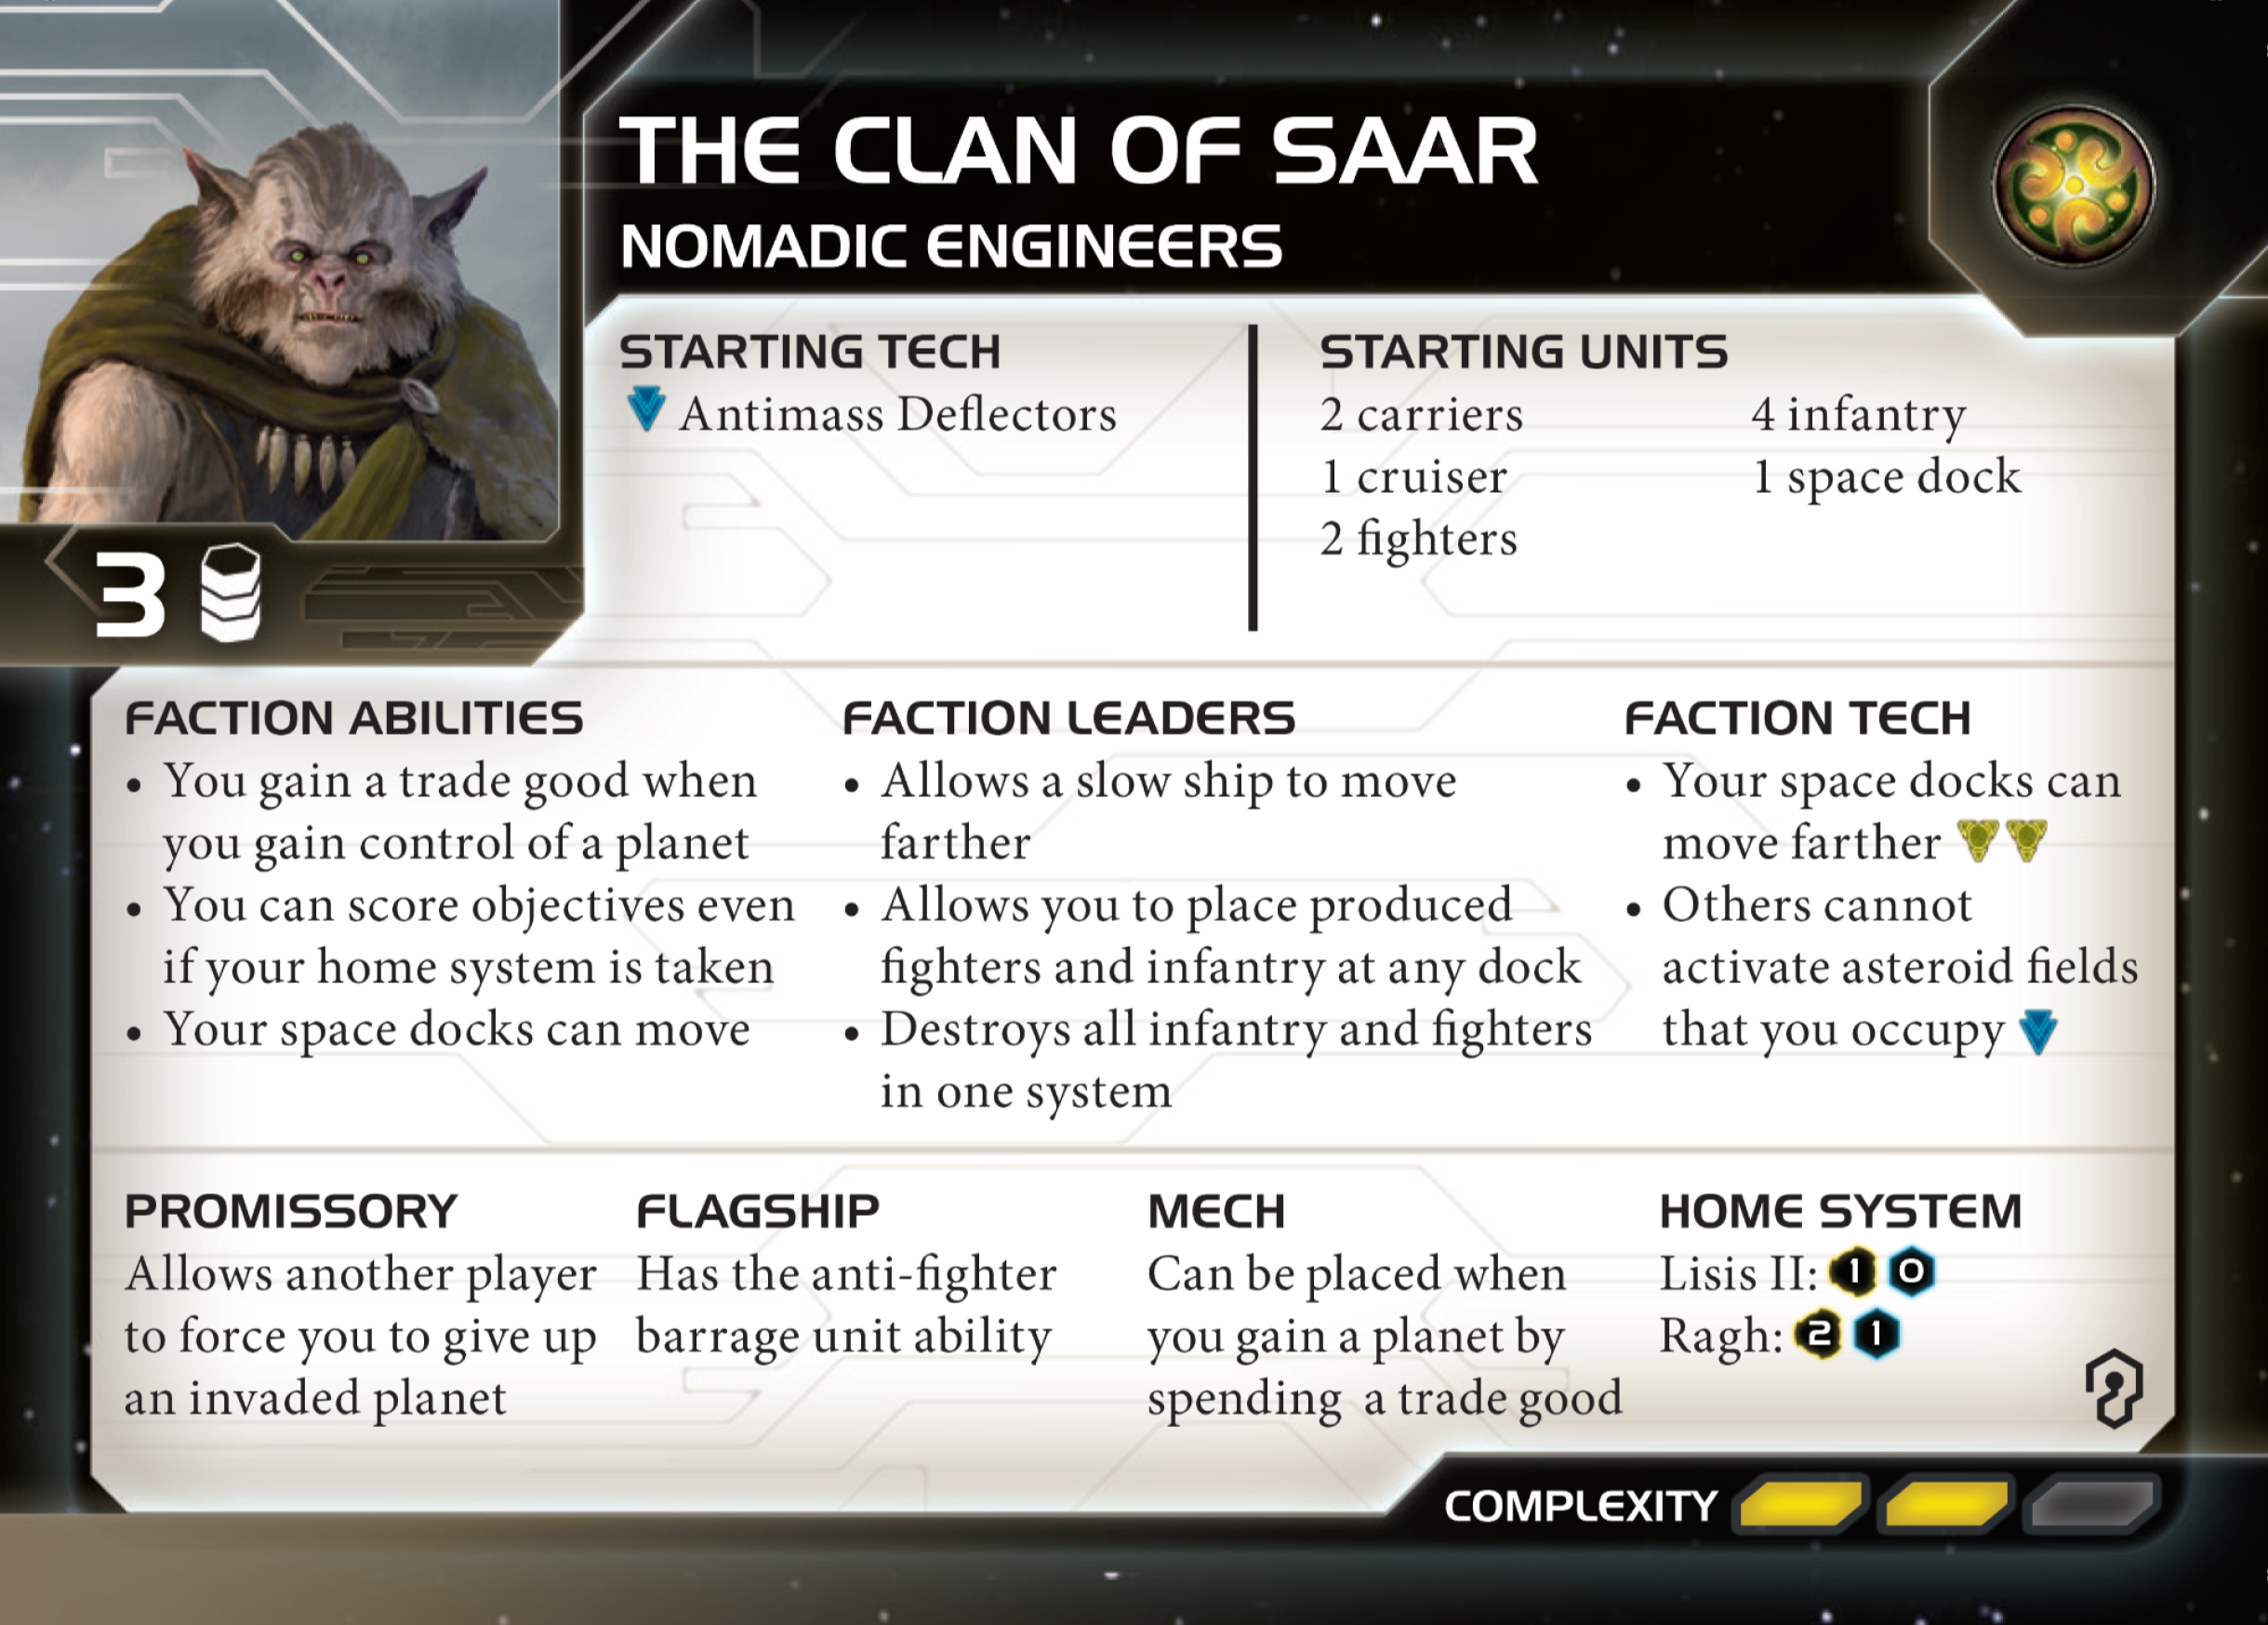 THE CLAN OF SAAR
NOMADIC ENGINEERS
STARTING TECH
Antimass Deflectors
STARTING UNITS
2 carriers
1 cruiser
2 fighters
4 infantry
1 space dock
3
FACTION ABILITIES
• You gain a trade good when
you gain control of a planet
• You can score objectives even
if your home system is taken
• Your space docks can move
FACTION LEADERS
• Allows a slow ship to move
farther
• Allows you to place produced
fighters and infantry at any dock
• Destroys all infantry and fighters
in one system
FACTION TECH
• Your space docks can
move farther
• Others cannot
activate asteroid fields
that you occupy
PROMISSORY
Allows another player
to force you to give up
an invaded planet
FLAGSHIP
Has the anti-fighter
barrage unit ability
MECH
Can be placed when
you gain a planet by
spending a trade good
HOME SYSTEM
Lisis II: 1 0
Ragh: 2 1
COMPLEXITY